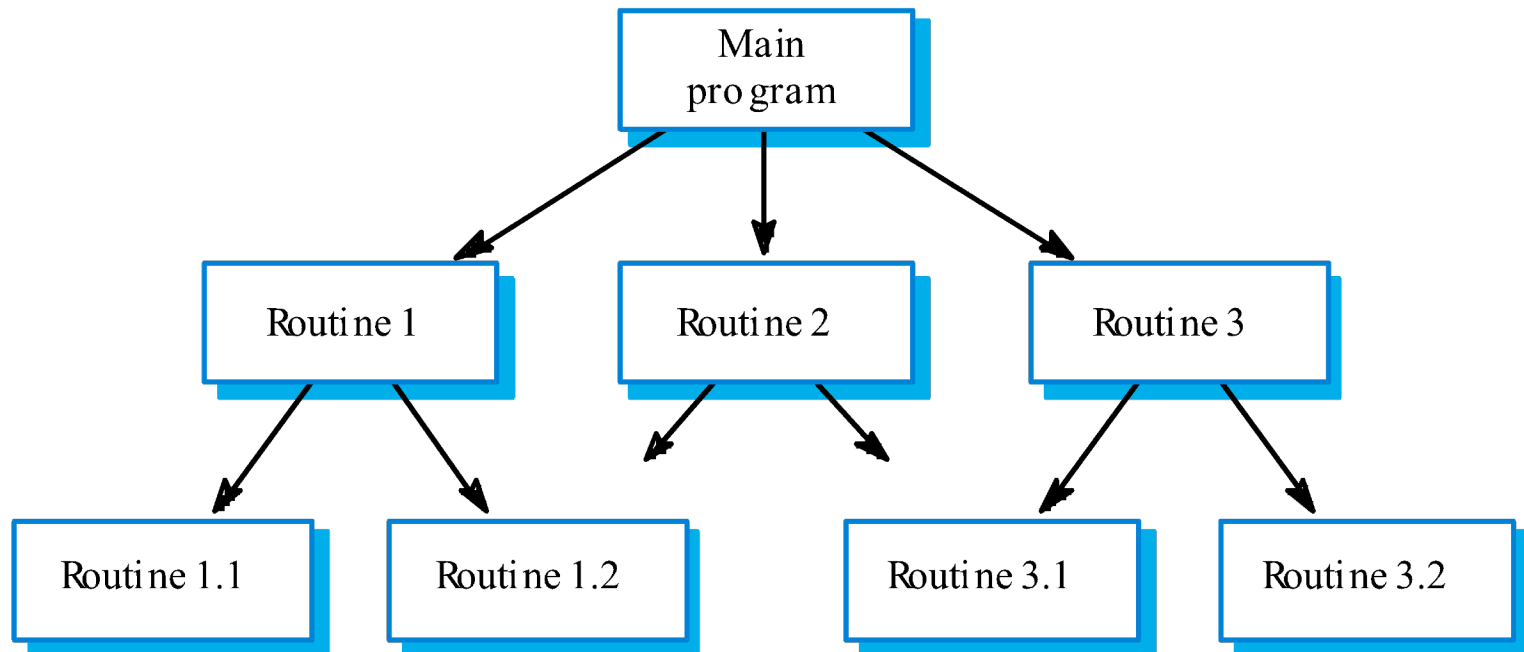 Main
program
Routine 1
Routine 2
Routine 3
Routine 1.1
Routine 1.2
Routine 3.1
Routine 3.2